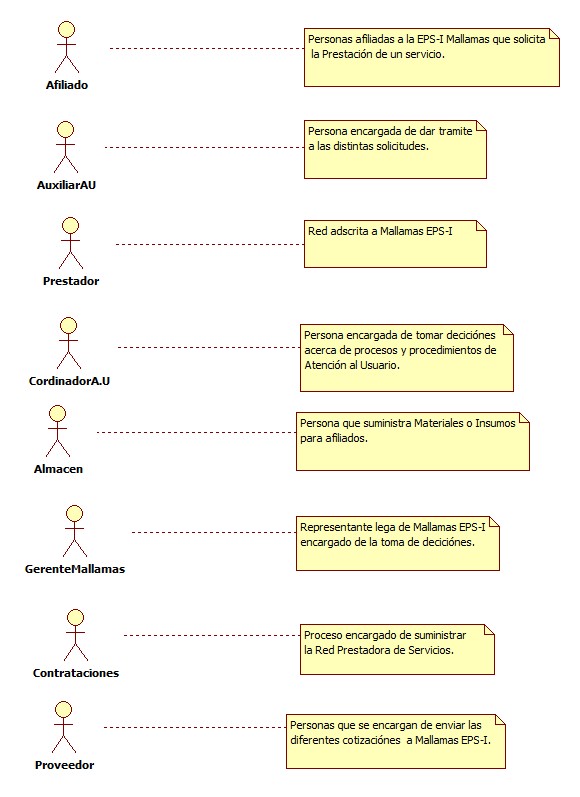 Personas afiliadas a la EPS-I Mallamas que solicita
la Prestación de un servicio.
Afiliado
Persona encargada de dar tramite
a las distintas solicitudes.
AuxiliarAU
Red adscrita a Mallamas EPS-I
Prestador
Persona encargada de tomar deciciónes
acerca de procesos y procedimientos de
Atención al Usuario.
CordinadorA.U
Persona que suministra Materiales o Insumos
para afiliados.
Almacen
Representante lega de Mallamas EPS-I
encargado de la toma de deciciónes.
GerenteMallamas
Proceso encargado de suministrar
la Red Prestadora de Servicios.
Contrataciones
Personas que se encargan de enviar las
diferentes cotizaciónes a Mallamas EPS-I.
Proveedor